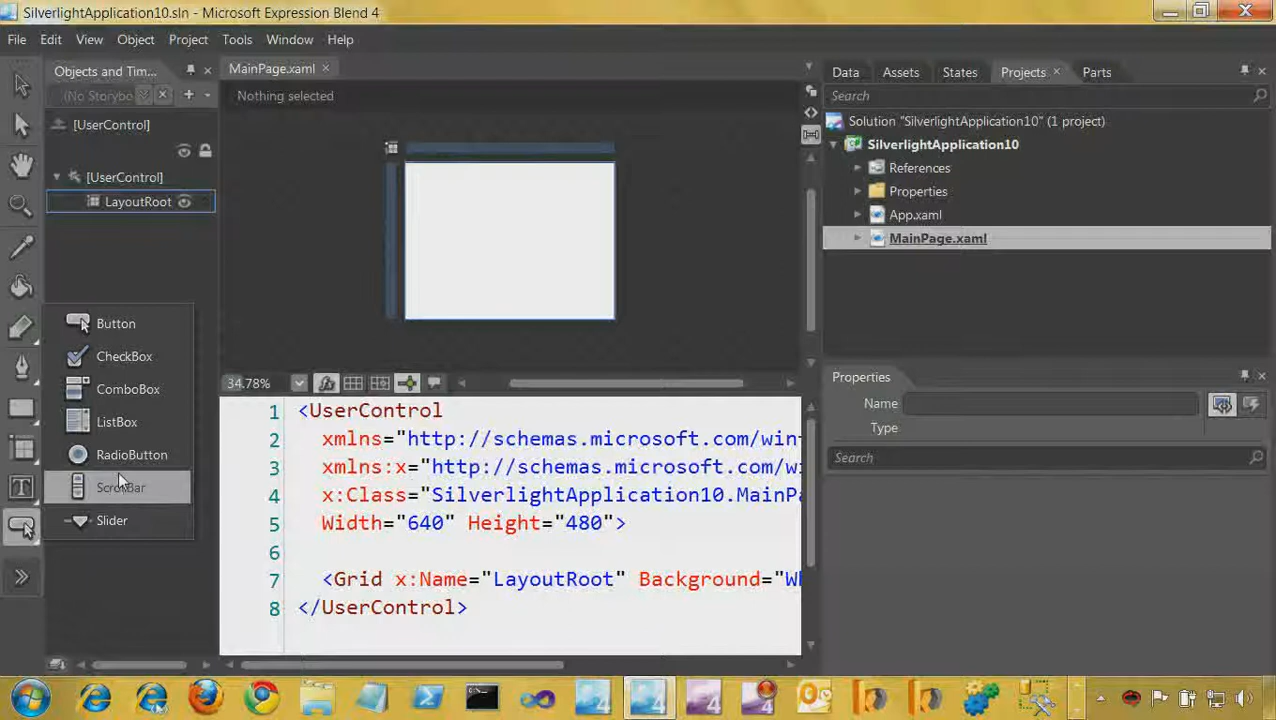 SilverlightApplication10.sln - Microsoft Expression Blend 4
File Edit View Object Project Tools Window Help
Objects and Tim...
(No Storybo
[UserControl]
[UserControl]
LayoutRoot
MainPage.xaml
Nothing selected
Button
CheckBox
ComboBox
ListBox
RadioButton
ScrollBar
Slider
34.78%
1 <UserControl
2 xmlns="http://schemas.microsoft.com/win
3 xmlns:x="http://schemas.microsoft.com/w
4 x:Class="SilverlightApplication10.MainPa
5 Width="640" Height="480">
6
7 <Grid x:Name="LayoutRoot" Background="Wh
8 </UserControl>
Data Assets States Projects Parts
Search
Solution "SilverlightApplication10" (1 project)
SilverlightApplication10
References
Properties
App.xaml
MainPage.xaml
Properties
Name
Type
Search